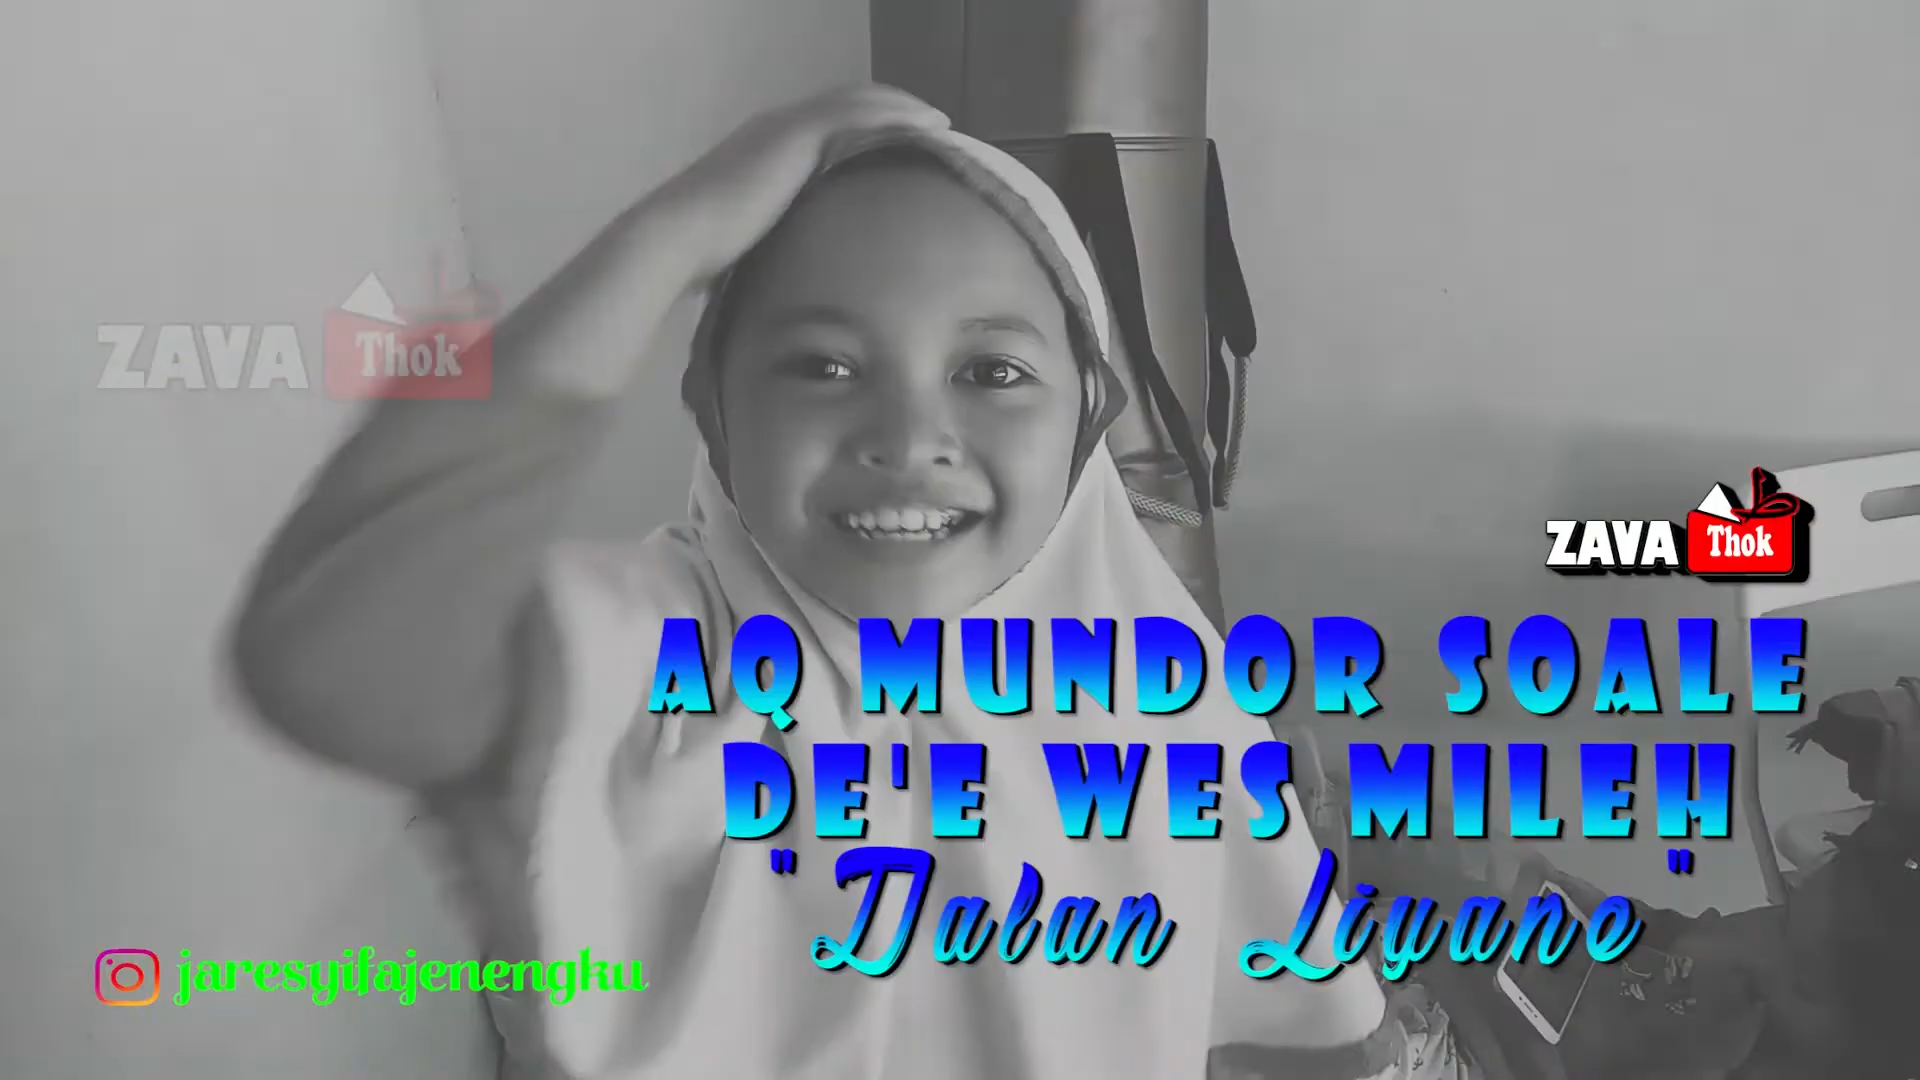 ZAVA Thok
ZAVA Thok
AQ MUNDOR SOALE
DE'E WES MILEH
"Dalan Liyane"
jaresyifajenengku